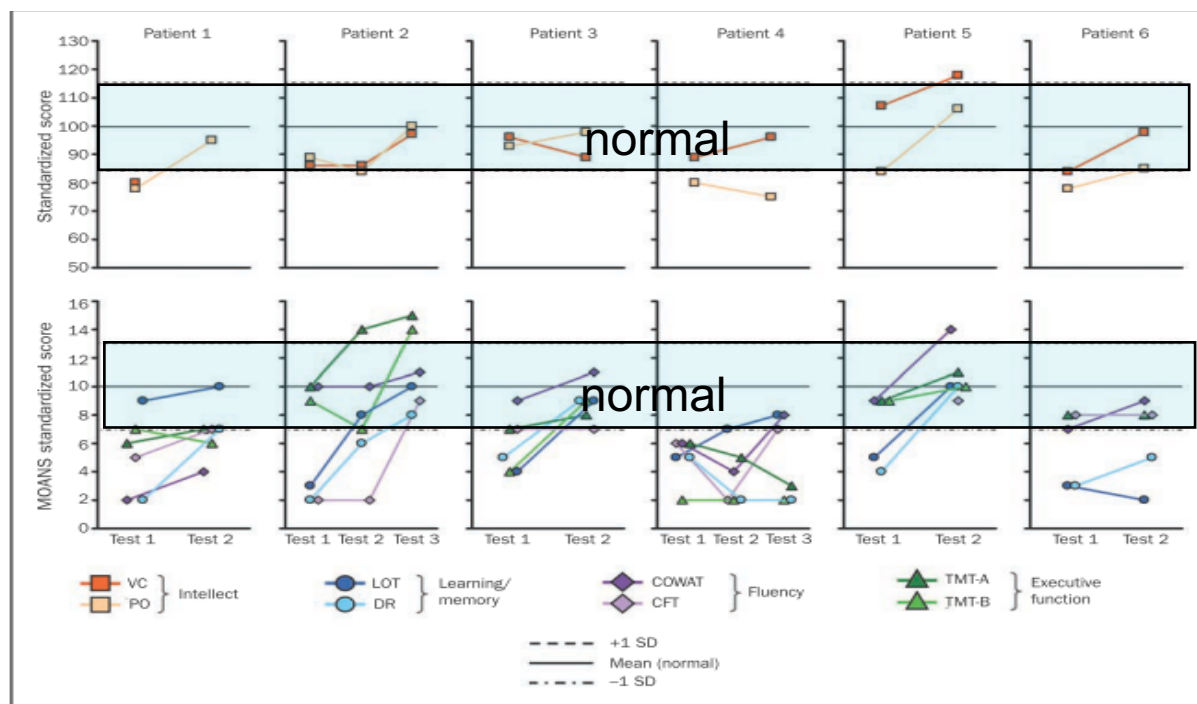 Patient 1 Patient 2 Patient 3 Patient 4 Patient 5 Patient 6
Standardized score
130
120
110
100
90
80
70
60
50
normal
MOANS standardized score
16
14
12
10
8
6
4
2
0
normal
Test 1 Test 2 Test 1 Test 2 Test 3 Test 1 Test 2 Test 1 Test 2 Test 3 Test 1 Test 2 Test 1 Test 2
VC
PO
Intellect
LOT
DR
Learning/
memory
COWAT
CFT
Fluency
TMT-A
TMT-B
Executive
function
+1 SD
Mean (normal)
–1 SD